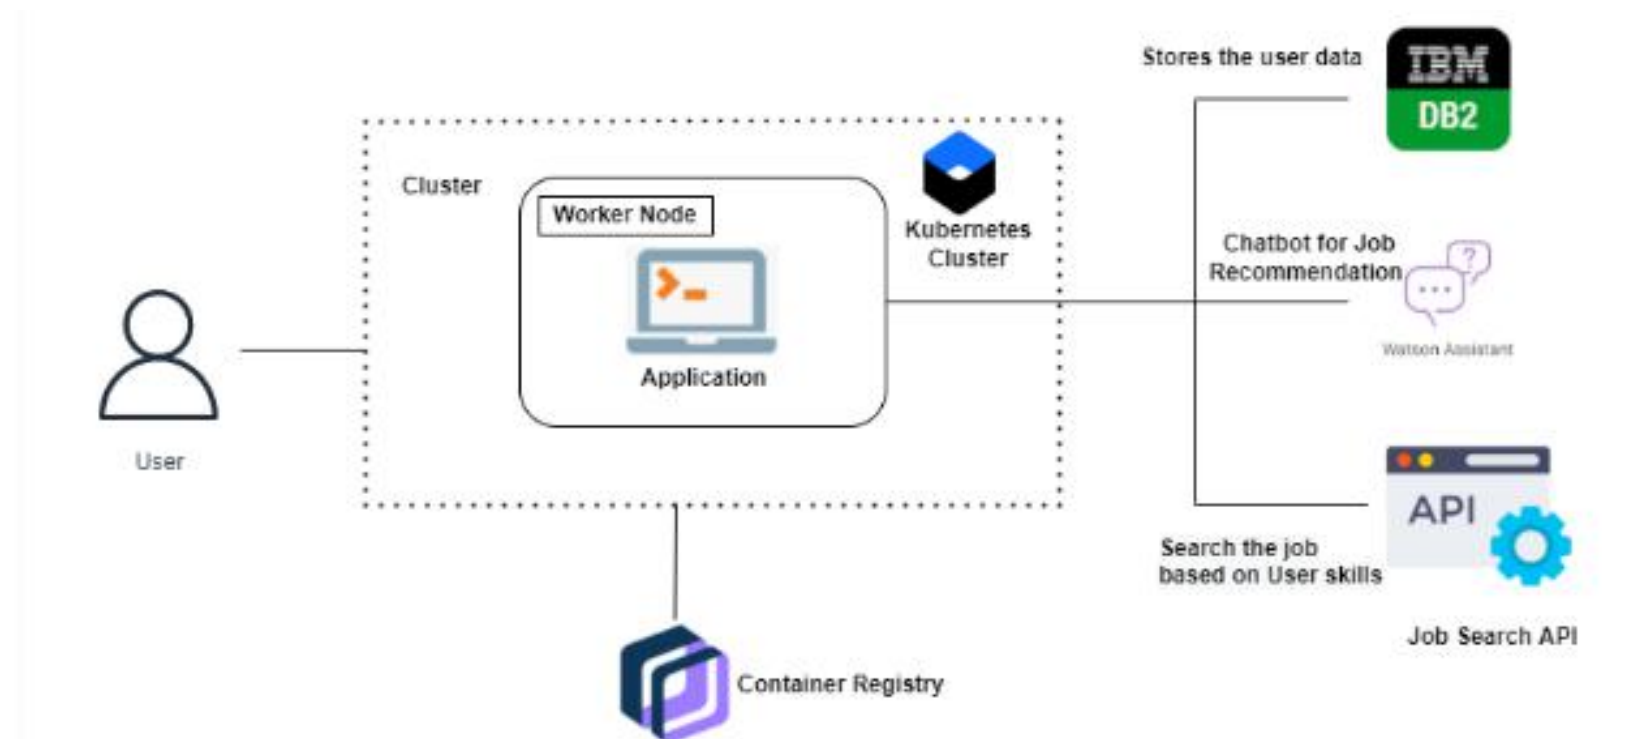 Stores the user data
IBM
DB2
Cluster
Worker Node
Kubernetes
Cluster
Chatbot for Job
Recommendation
?
Watson Assistant
Application
User
API
Search the job
based on User skills
Job Search API
Container Registry